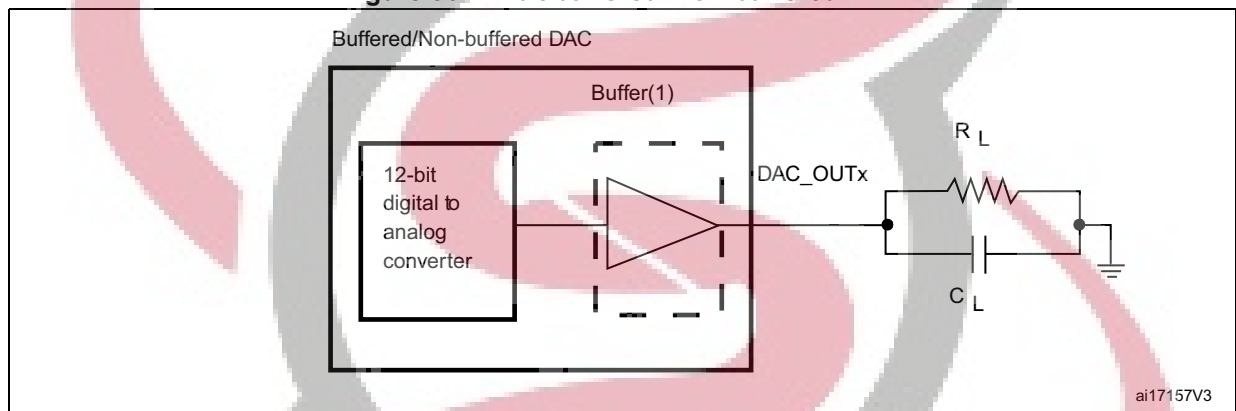 Buffered/Non-buffered DAC
Buffer(1)
12-bit
digital to
analog
converter
DAC_OUTx
R L
C L
ai17157V3